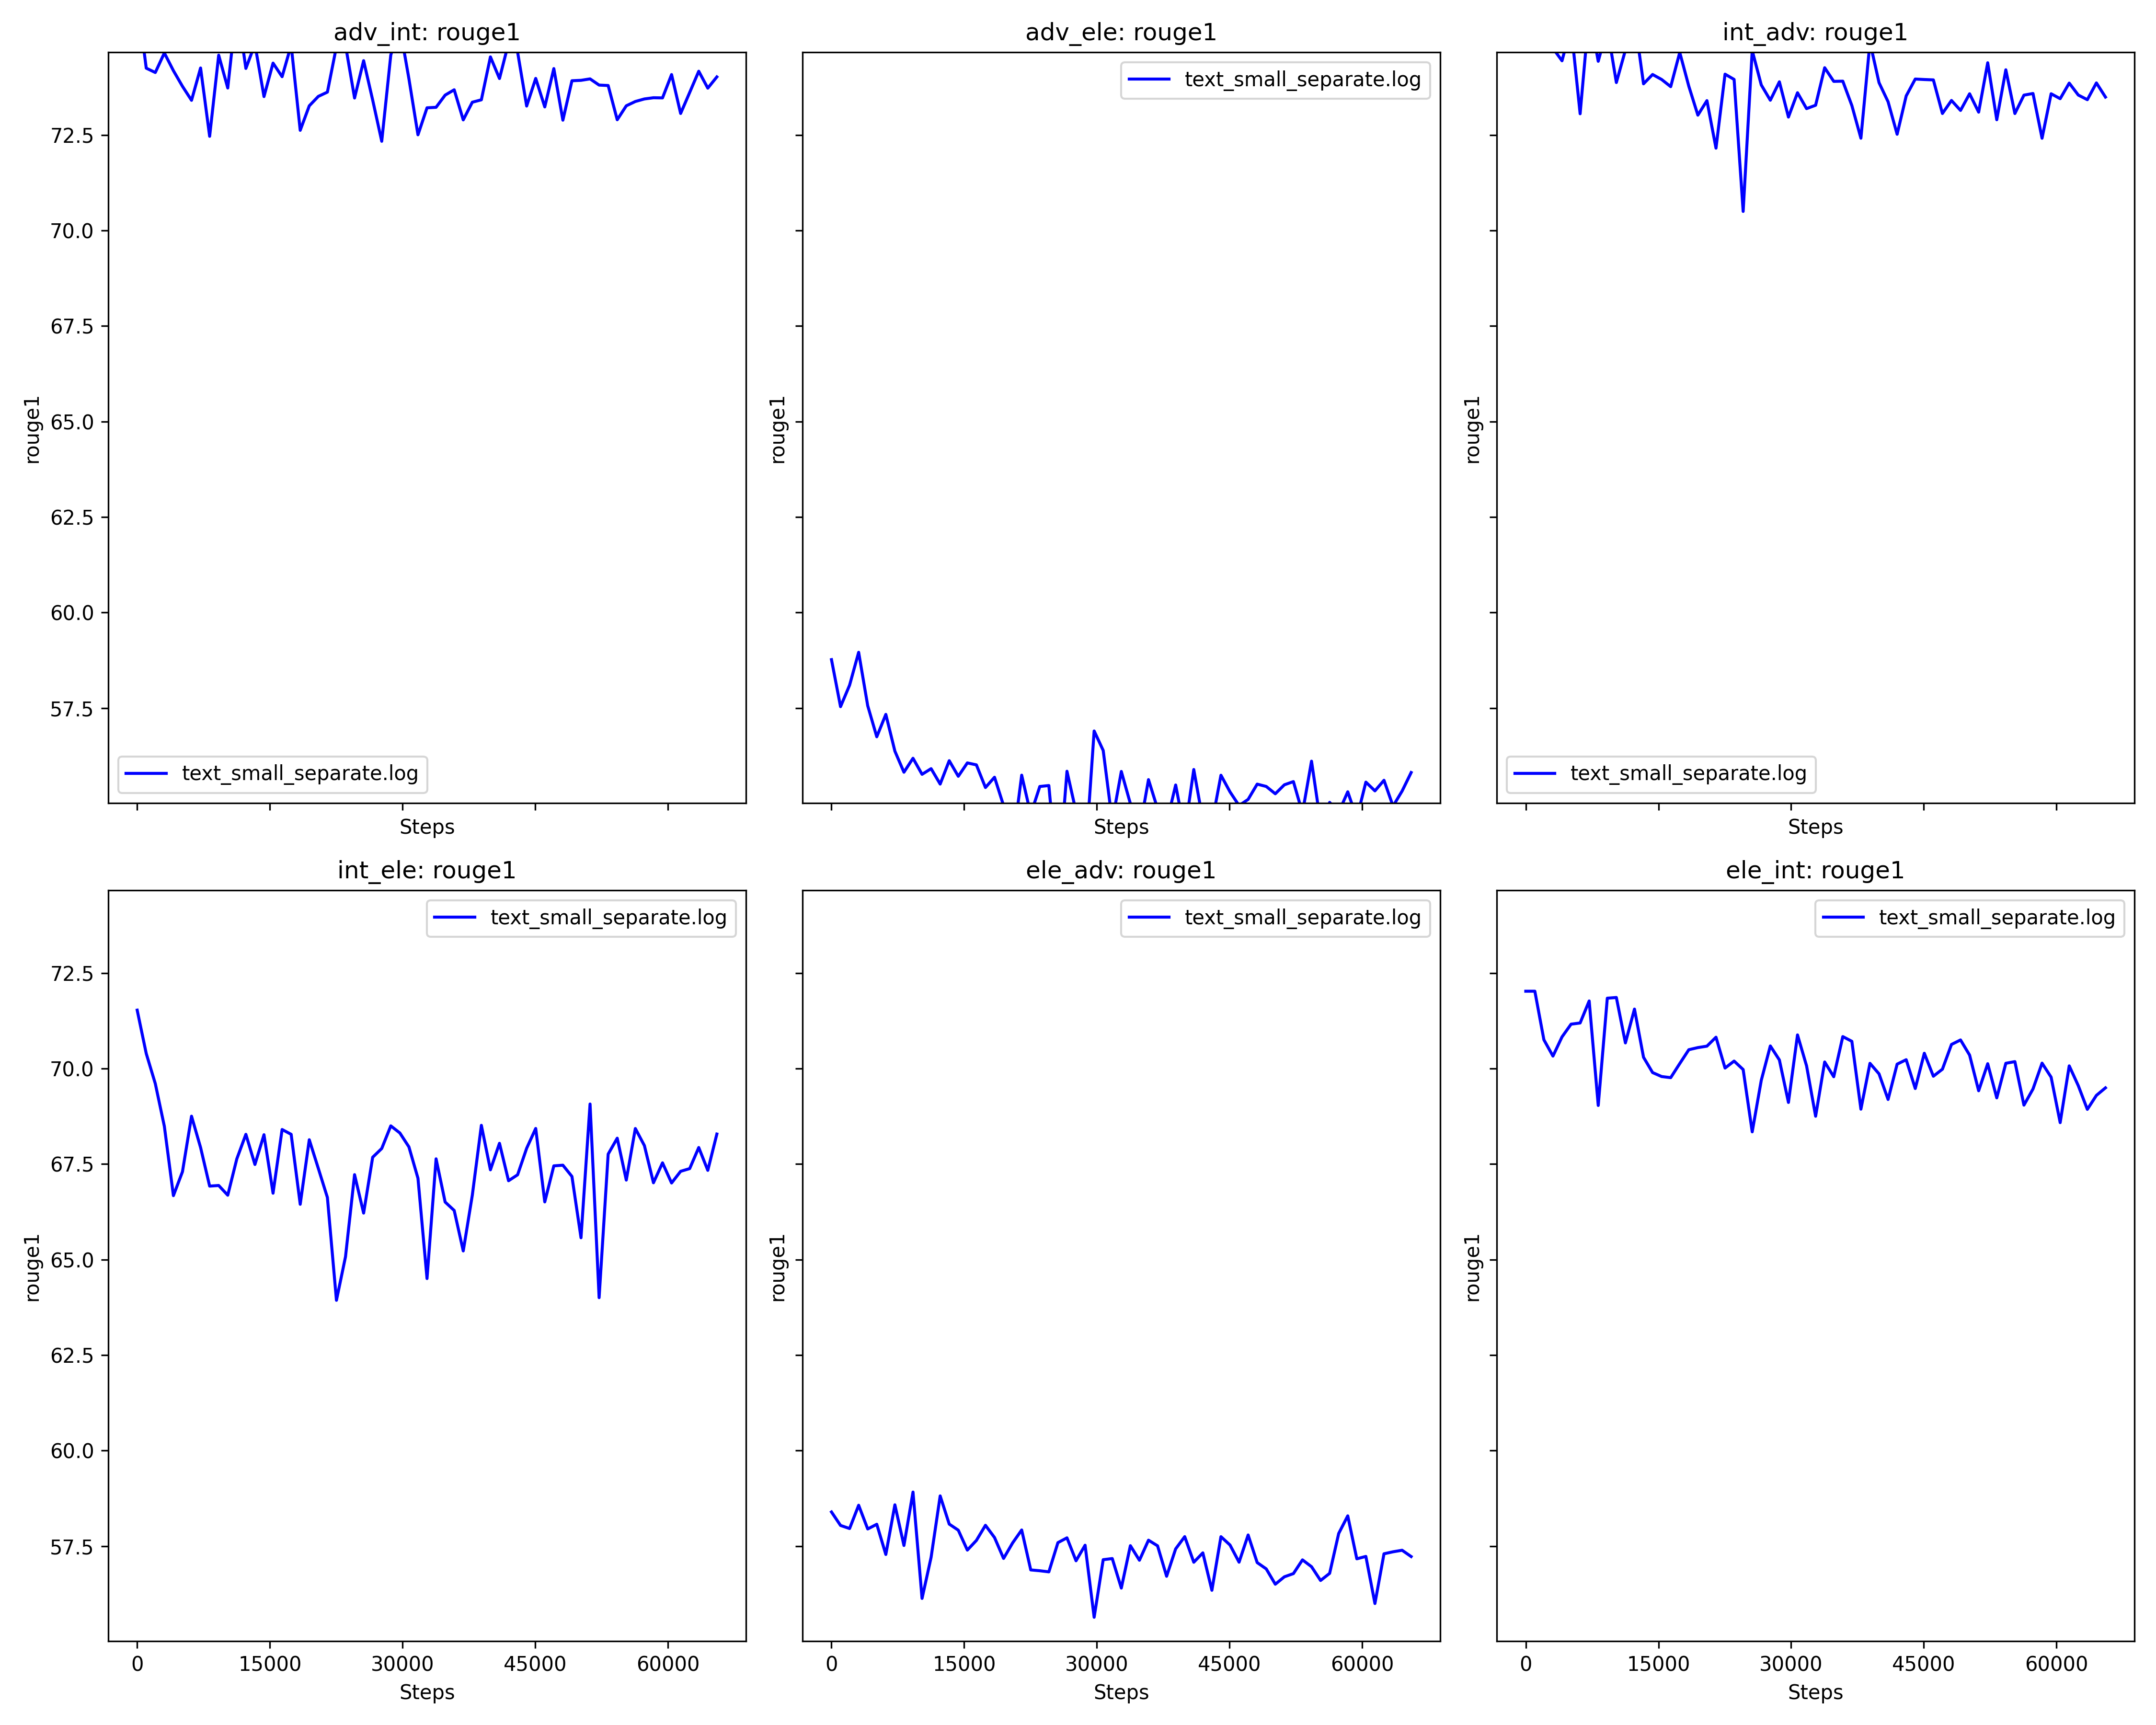 adv_int: rouge1
72.5
70.0
67.5
65.0
62.5
60.0
57.5
rouge1
text_small_separate.log
Steps
adv_ele: rouge1
text_small_separate.log
rouge1
Steps
int_adv: rouge1
rouge1
text_small_separate.log
Steps
int_ele: rouge1
text_small_separate.log
72.5
70.0
67.5
65.0
62.5
60.0
57.5
rouge1
0 15000 30000 45000 60000
Steps
ele_adv: rouge1
text_small_separate.log
rouge1
0 15000 30000 45000 60000
Steps
ele_int: rouge1
text_small_separate.log
rouge1
0 15000 30000 45000 60000
Steps